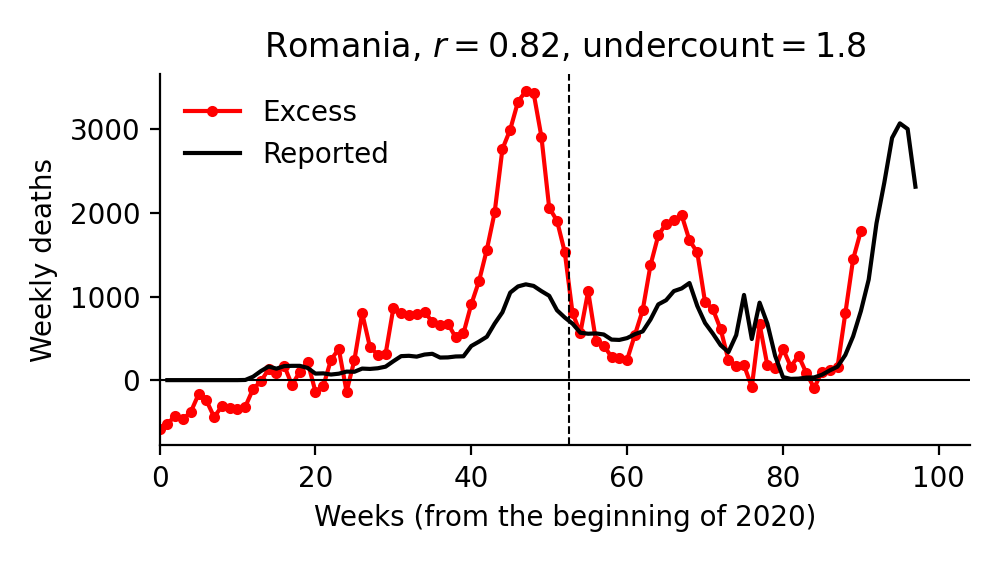 Romania, r = 0.82, undercount = 1.8
Excess
Reported
Weekly deaths
3000
2000
1000
0
0 20 40 60 80 100
Weeks (from the beginning of 2020)